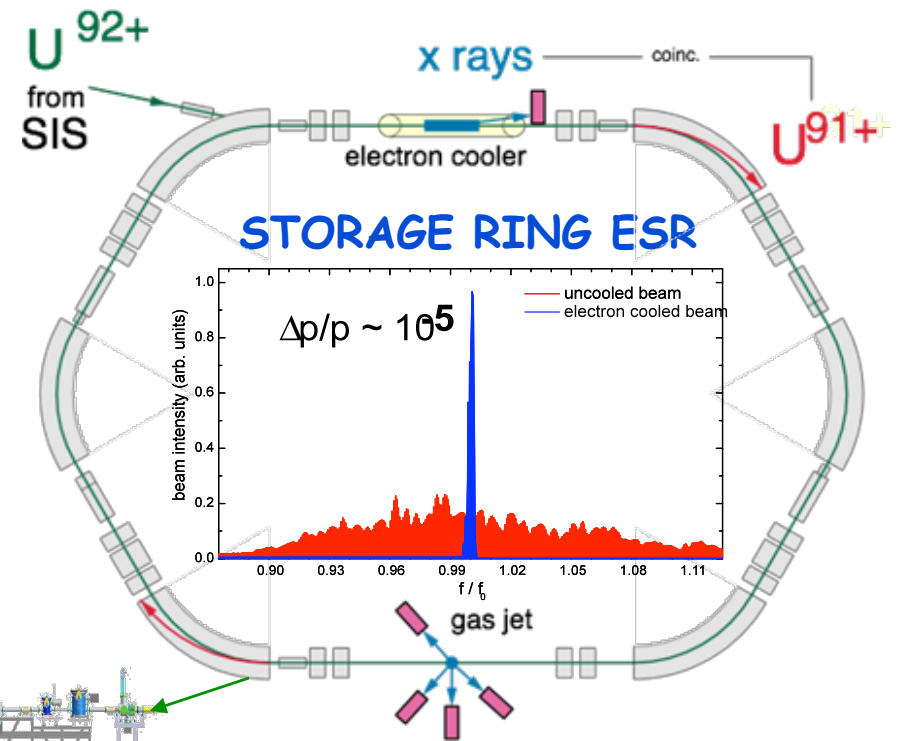 U 92+
from
SIS
x rays
coinc.
U91+
electron cooler
STORAGE RING ESR
Δp/p ~ 10-5
uncooled beam
electron cooled beam
beam intensity (arb. units)
1.0
0.8
0.6
0.4
0.2
0.0
0.90 0.93 0.96 0.99 1.02 1.05 1.08 1.11
f / f0
gas jet